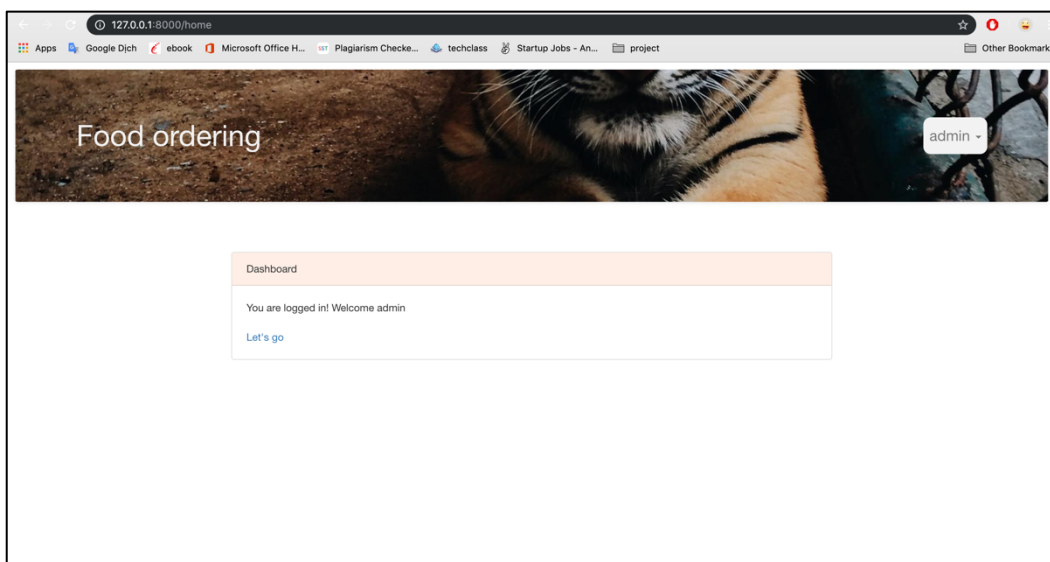 127.0.0.1:8000/home
Apps Google Dịch ebook Microsoft Office H... SST Plagiarism Checke... techclass Startup Jobs - An... project Other Bookmark
Food ordering
admin
Dashboard
You are logged in! Welcome admin
Let's go